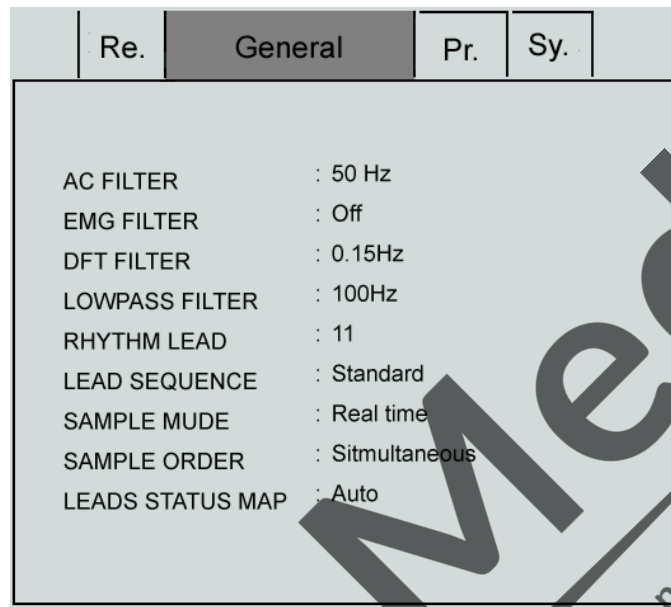 Re. General Pr. Sy.
AC FILTER : 50 Hz
EMG FILTER : Off
DFT FILTER : 0.15Hz
LOWPASS FILTER : 100Hz
RHYTHM LEAD : 11
LEAD SEQUENCE : Standard
SAMPLE MUDE : Real time
SAMPLE ORDER : Sitmultaneous
LEADS STATUS MAP : Auto
Med